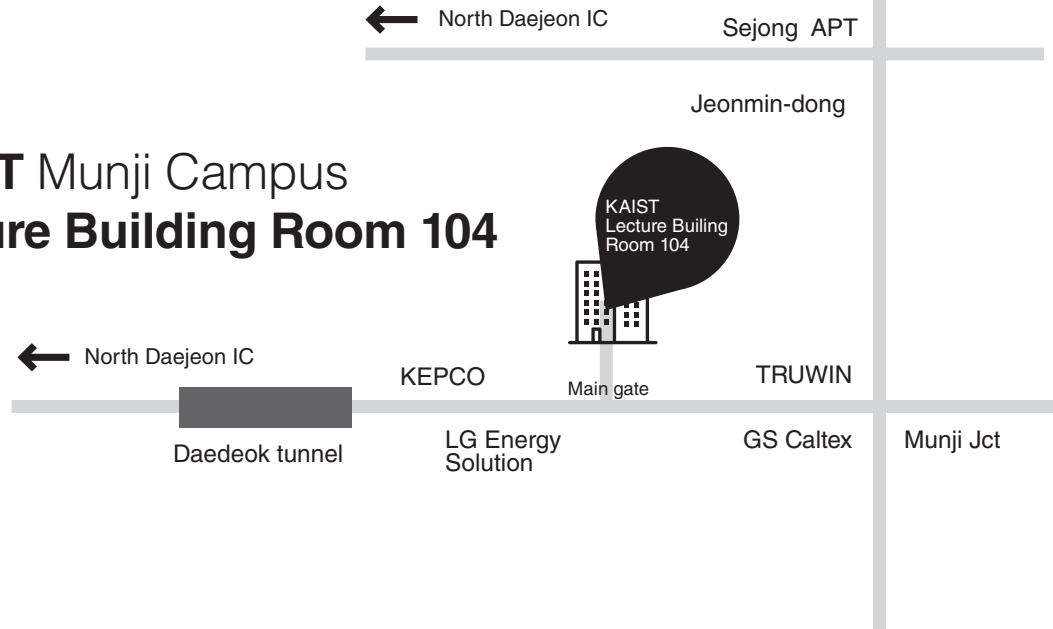 North Daejeon IC
Sejong APT
Jeonmin-dong
T Munji Campus
ure Building Room 104
KAIST
Lecture Builing
Room 104
North Daejeon IC
KEPCO
Main gate
TRUWIN
Daedeok tunnel
LG Energy
Solution
GS Caltex
Munji Jct